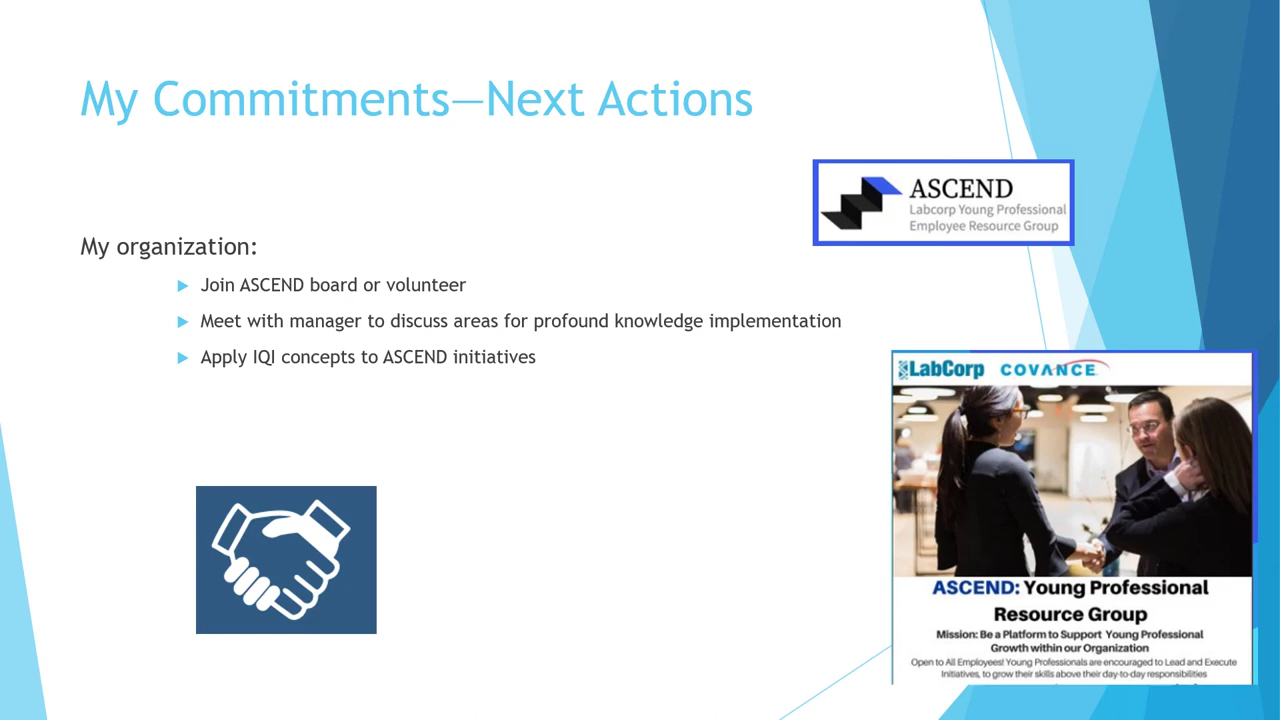 My Commitments—Next Actions
ASCEND
Labcorp Young Professional
Employee Resource Group
My organization:
Join ASCEND board or volunteer
Meet with manager to discuss areas for profound knowledge implementation
Apply IQI concepts to ASCEND initiatives
LabCorp COVANCE
ASCEND: Young Professional
Resource Group
Mission: Be a Platform to Support Young Professional
Growth within our Organization
Open to All Employees! Young Professionals are encouraged to Lead and Execute
Initiatives, to grow their skills above their day-to-day responsibilities